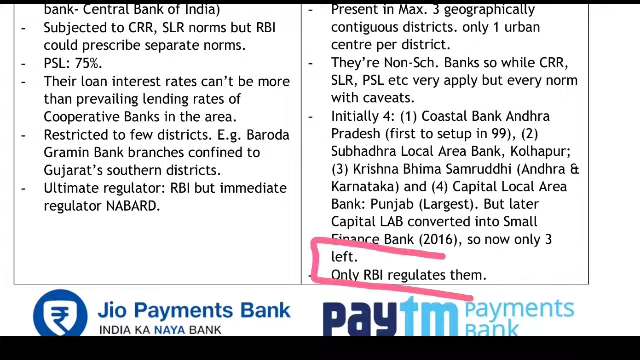 bank- Central Bank of India)
- Subjected to CRR, SLR norms but RBI
could prescribe separate norms.
- PSL: 75%.
- Their loan interest rates can’t be more
than prevailing lending rates of
Cooperative Banks in the area.
- Restricted to few districts. E.g. Baroda
Gramin Bank branches confined to
Gujarat’s southern districts.
- Ultimate regulator: RBI but immediate
regulator NABARD.
- Present in Max. 3 geographically
contiguous districts. only 1 urban
centre per district.
- They’re Non-Sch. Banks so while CRR,
SLR, PSL etc very apply but every norm
with caveats.
- Initially 4: (1) Coastal Bank Andhra
Pradesh (first to setup in 99), (2)
Subhadhra Local Area Bank, Kolhapur;
(3) Krishna Bhima Samruddhi (Andhra &
Karnataka) and (4) Capital Local Area
Bank: Punjab (Largest). But later
Capital LAB converted into Small
Finance Bank (2016), so now only 3
left.
- Only RBI regulates them.
₹ Jio Payments Bank
INDIA KA NAYA BANK
paytm Payments
Bank